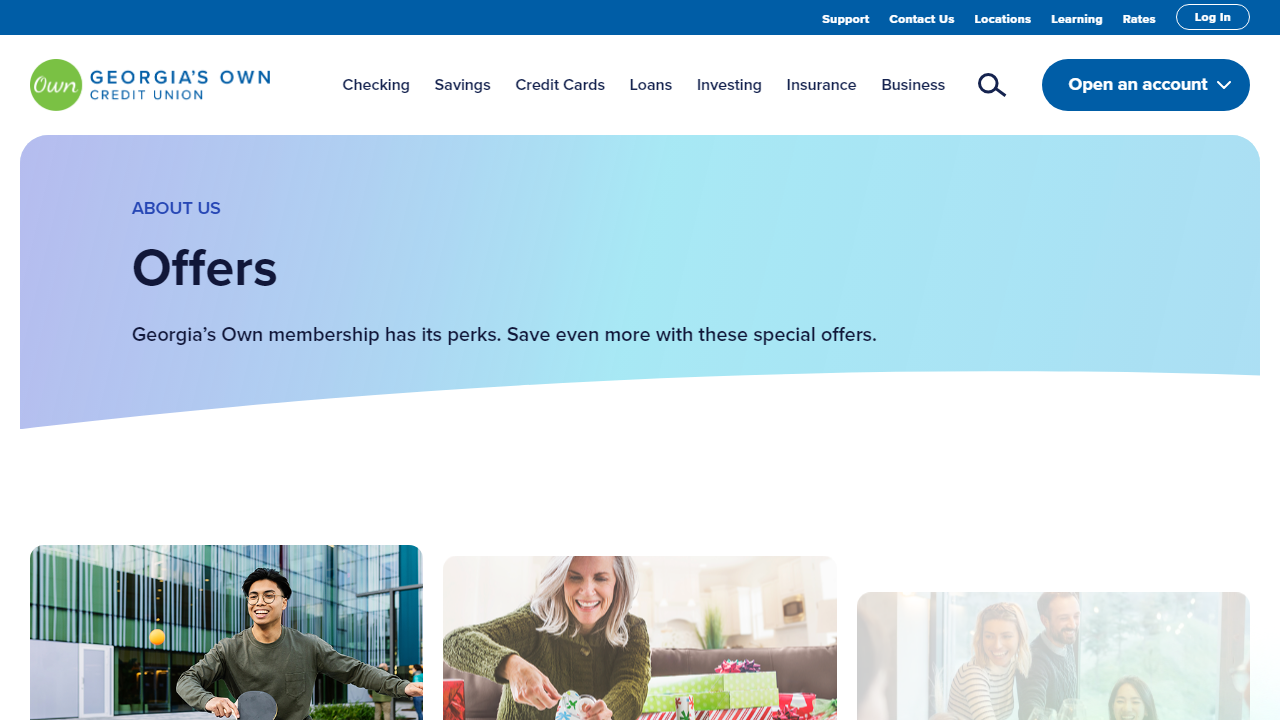 Support Contact Us Locations Learning Rates Log In
Own GEORGIA'S OWN
CREDIT UNION
Checking Savings Credit Cards Loans Investing Insurance Business
Open an account
ABOUT US
Offers
Georgia’s Own membership has its perks. Save even more with these special offers.